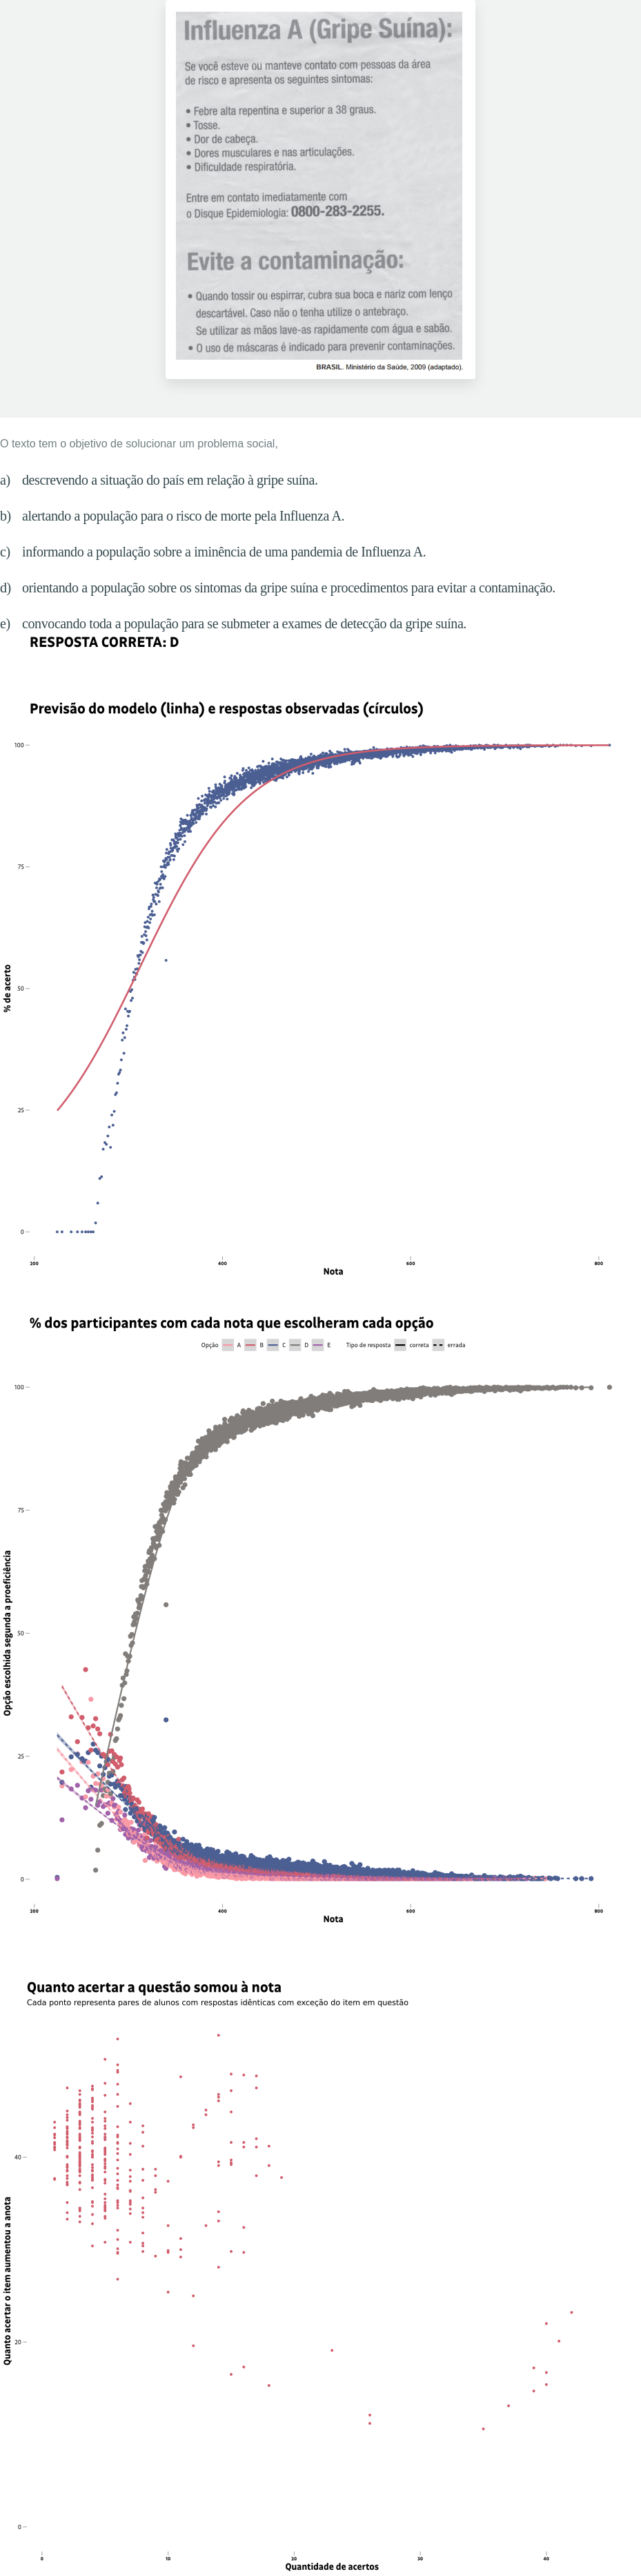 Influenza A (Gripe Suína):
Se você esteve ou manteve contato com pessoas da área
de risco e apresenta os seguintes sintomas:
• Febre alta repentina e superior a 38 graus.
• Tosse.
• Dor de cabeça.
• Dores musculares e nas articulações.
• Dificuldade respiratória.
Entre em contato imediatamente com
o Disque Epidemiologia: 0800-283-2255.
Evite a contaminação:
• Quando tossir ou espirrar, cubra sua boca e nariz com lenço
descartável. Caso não o tenha utilize o antebraço.
Se utilizar as mãos lave-as rapidamente com água e sabão.
• O uso de máscaras é indicado para prevenir contaminações.
BRASIL. Ministério da Saúde, 2009 (adaptado).
O texto tem o objetivo de solucionar um problema social,
a) descrevendo a situação do país em relação à gripe suína.
b) alertando a população para o risco de morte pela Influenza A.
c) informando a população sobre a iminência de uma pandemia de Influenza A.
d) orientando a população sobre os sintomas da gripe suína e procedimentos para evitar a contaminação.
e) convocando toda a população para se submeter a exames de detecção da gripe suína.
RESPOSTA CORRETA: D
Previsão do modelo (linha) e respostas observadas (círculos)
100
75
50
25
0
% de acerto
200 400 600 800
Nota
% dos participantes com cada nota que escolheram cada opção
Opção A B C D E Tipo de resposta correta errada
100
75
50
25
0
Opção escolhida segunda a proeficiência
200 400 600 800
Nota
Quanto acertar a questão somou à nota
Cada ponto representa pares de alunos com respostas idênticas com exceção do item em questão
40
20
0
Quanto acertar o item aumentou a anota
0 10 20 30 40
Quantidade de acertos